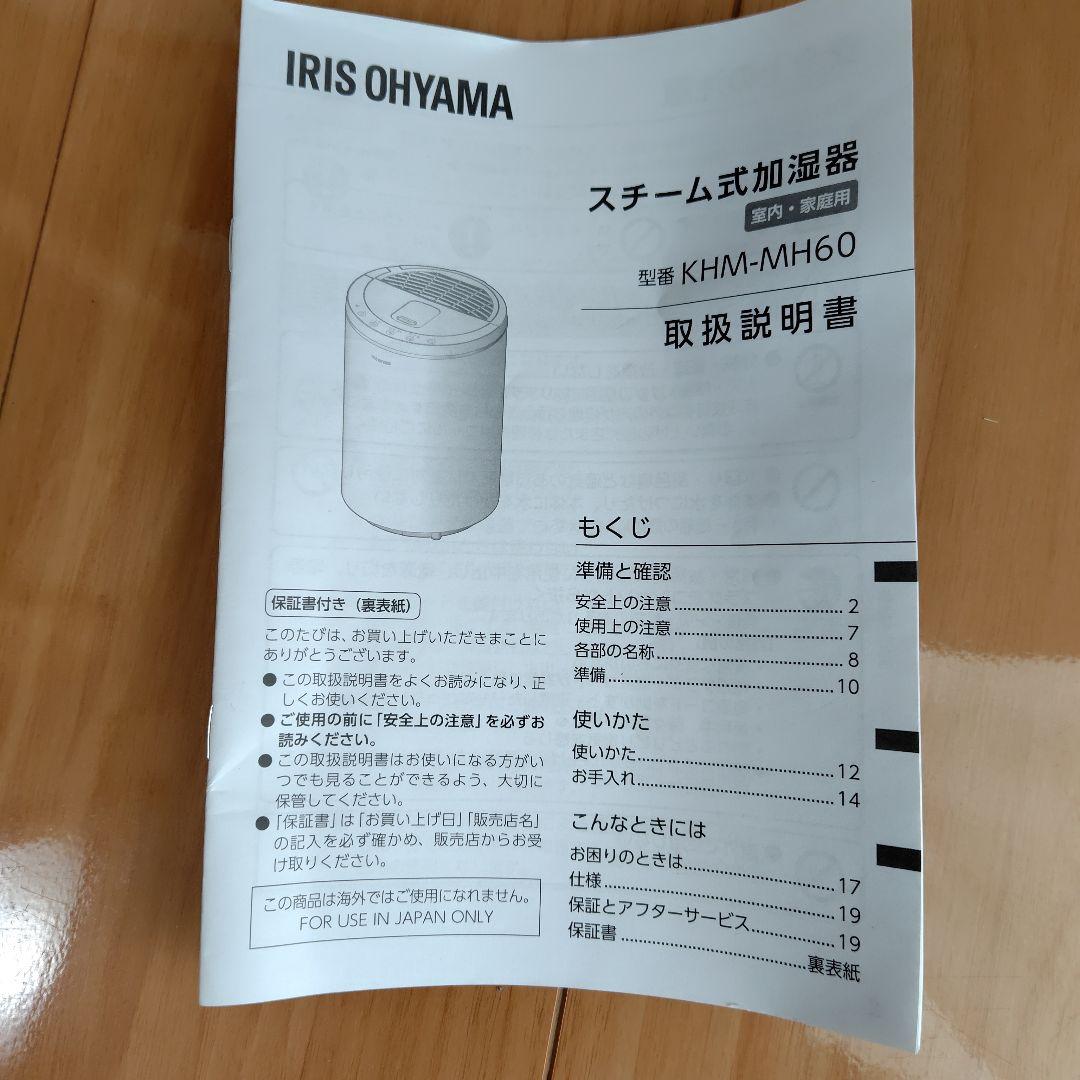 IRIS OHYAMA
スチーム式加湿器
室内・家庭用
型番 KHM-MH60
取扱説明書
保証書付き（裏表紙）
このたびは、お買い上げいただきまことに
ありがとうございます。
● この取扱説明書をよくお読みになり、正
しくお使いください。
● ご使用の前に「安全上の注意」を必ずお
読みください。
● この取扱説明書はお使いになる方がい
つでも見ることができるよう、大切に
保管してください。
● 「保証書」は「お買い上げ日」「販売店名」
の記入を必ず確かめ、販売店からお受
け取りください。
この商品は海外ではご使用になれません。
FOR USE IN JAPAN ONLY
もくじ
準備と確認
安全上の注意 2
使用上の注意 7
各部の名称 8
準備 10
使いかた
使いかた 12
お手入れ 14
こんなときには
お困りのときは 17
仕様 19
保証とアフターサービス 19
保証書 裏表紙